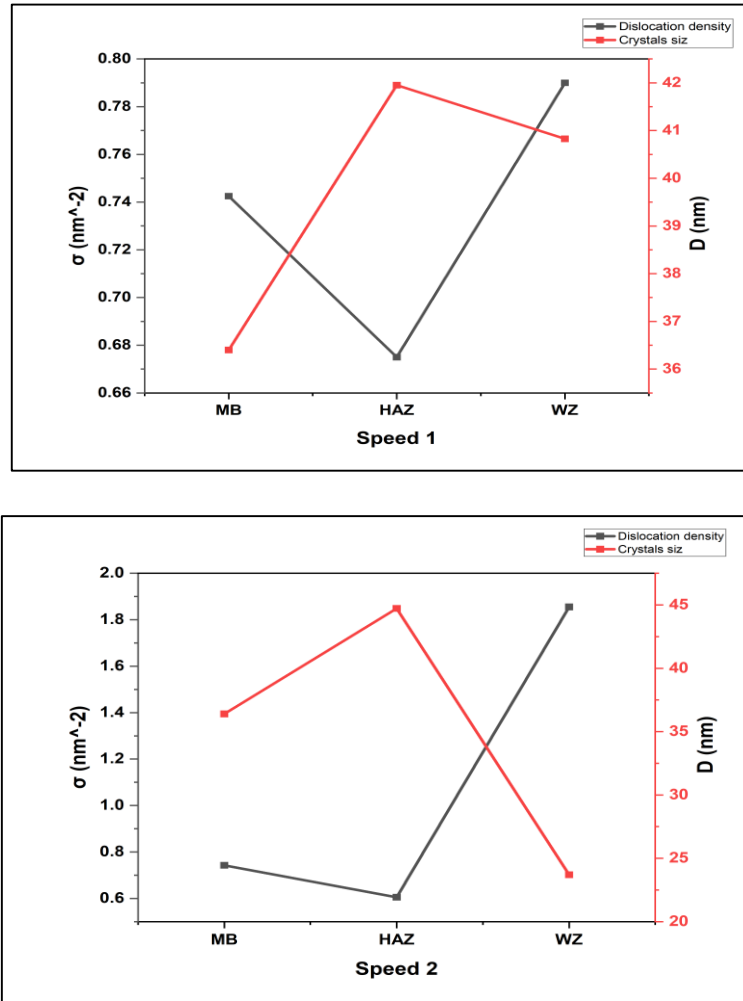 Dislocation density
Crystals siz
0.80
0.78
0.76
0.74
0.72
0.70
0.68
0.66
σ (nm^-2)
42
41
40
39
38
37
36
D (nm)
MB HAZ WZ
Speed 1
Dislocation density
Crystals siz
2.0
1.8
1.6
1.4
1.2
1.0
0.8
0.6
σ (nm^-2)
45
40
35
30
25
20
D (nm)
MB HAZ WZ
Speed 2